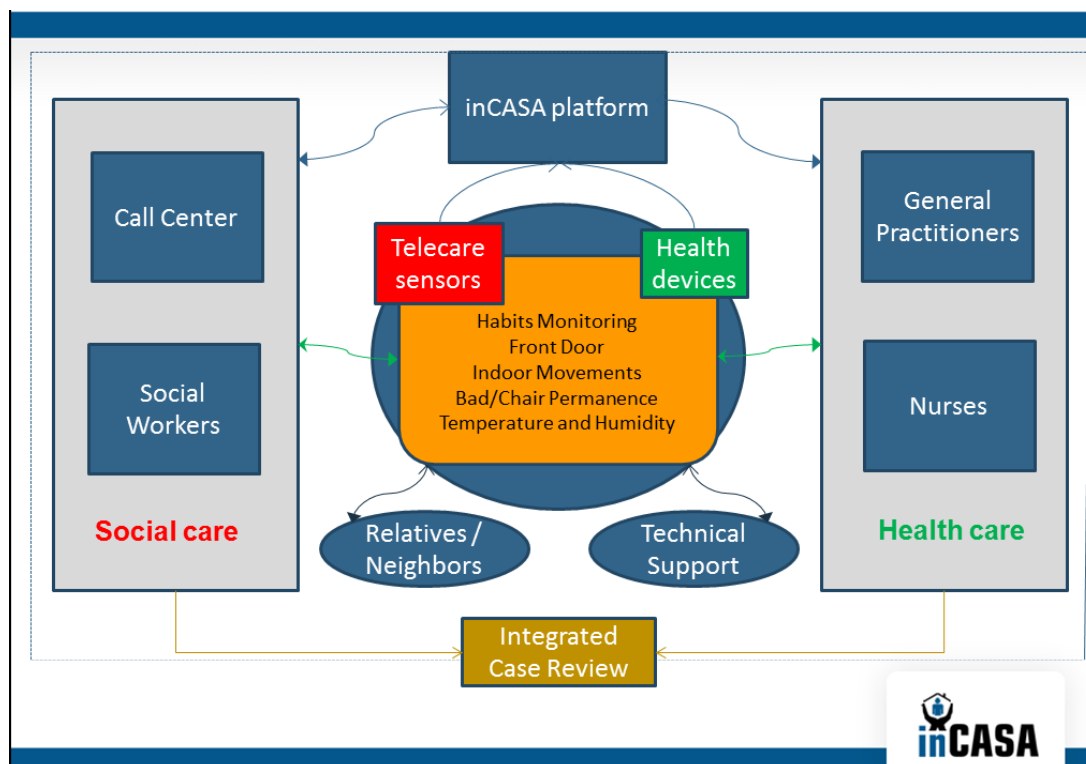 inCASA platform
Call Center
General
Practitioners
Telecare
sensors
Health
devices
Habits Monitoring
Front Door
Indoor Movements
Bad/Chair Permanence
Temperature and Humidity
Social
Workers
Nurses
Social care
Health care
Relatives /
Neighbors
Technical
Support
Integrated
Case Review
inCASA